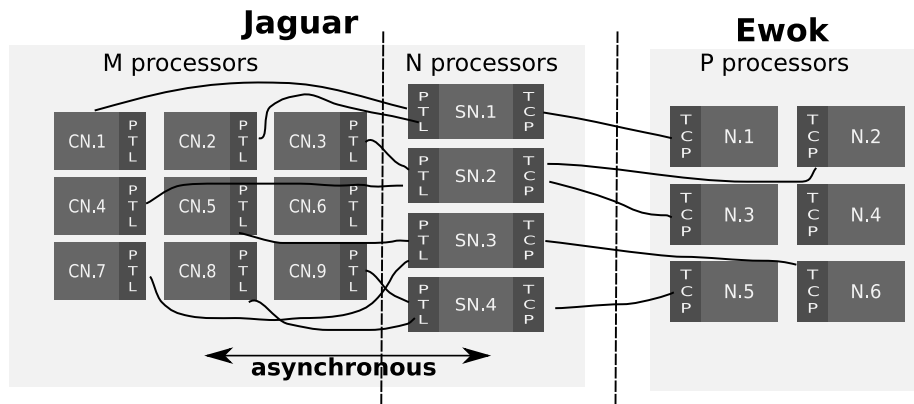 Jaguar
Ewok
M processors
N processors
P processors
CN.1 PTL
CN.2 PTL
CN.3 PTL
CN.4 PTL
CN.5 PTL
CN.6 PTL
CN.7 PTL
CN.8 PTL
CN.9 PTL
PTL SN.1 TCP
PTL SN.2 TCP
PTL SN.3 TCP
PTL SN.4 TCP
TCP N.1
TCP N.2
TCP N.3
TCP N.4
TCP N.5
TCP N.6
asynchronous